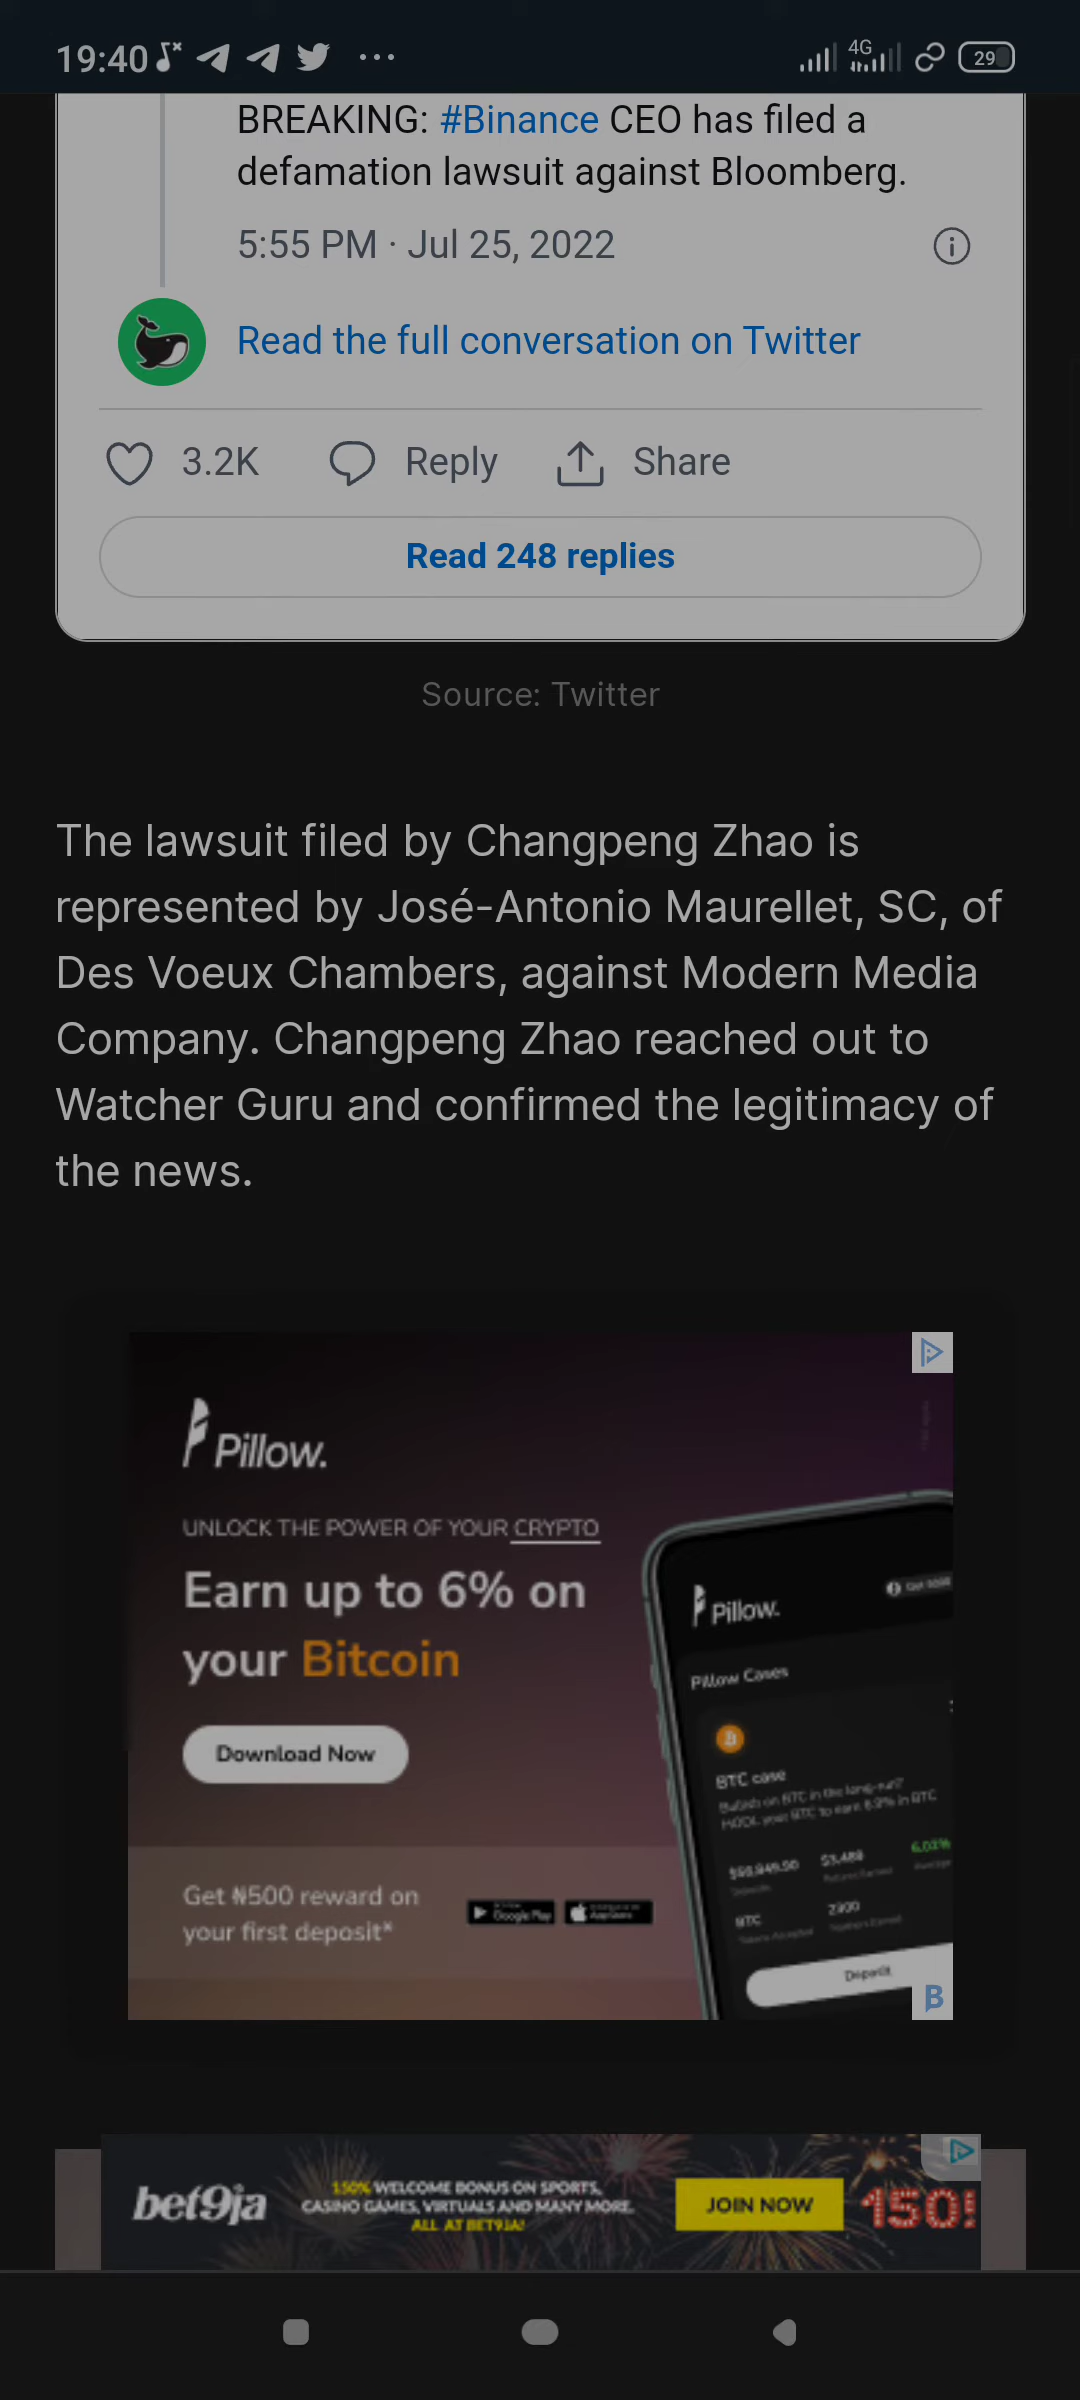 19:40
4G
29
BREAKING: #Binance CEO has filed a
defamation lawsuit against Bloomberg.
5:55 PM · Jul 25, 2022
Read the full conversation on Twitter
3.2K Reply Share
Read 248 replies
Source: Twitter
The lawsuit filed by Changpeng Zhao is
represented by José-Antonio Maurellet, SC, of
Des Voeux Chambers, against Modern Media
Company. Changpeng Zhao reached out to
Watcher Guru and confirmed the legitimacy of
the news.
Pillow.
UNLOCK THE POWER OF YOUR CRYPTO
Earn up to 6% on
your Bitcoin
Download Now
Get ₦500 reward on
your first deposit*
Google Play
Pillow.
Pillow Cases
BTC case
BTC
Deposit
bet9ja
150% WELCOME BONUS ON SPORTS,
CASINO GAMES, VIRTUALS AND MANY MORE.
ALL AT BET9JA!
JOIN NOW
150!